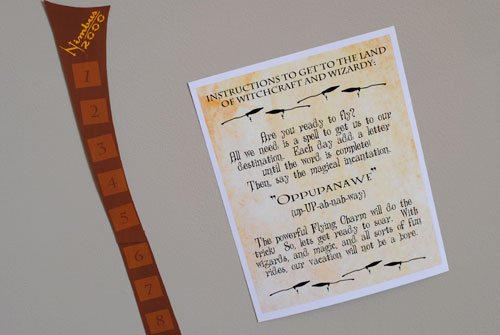 Nimbus
2000
1
2
3
4
5
6
7
8
INSTRUCTIONS TO GET TO THE LAND
OF WITCHCRAFT AND WIZARDY:
Are you ready to fly?
All we need is a spell to get us to our
destination. Each day add a letter
until the word is complete!
Then, say the magical incantation,
"OPPUPANAWE"
(up-UP-ah-nah-way)
The powerful Flying Charm will do the
trick! So, lets get ready to soar. With
wizards, and magic, and all sorts of fun
rides, our vacation will not be a bore.